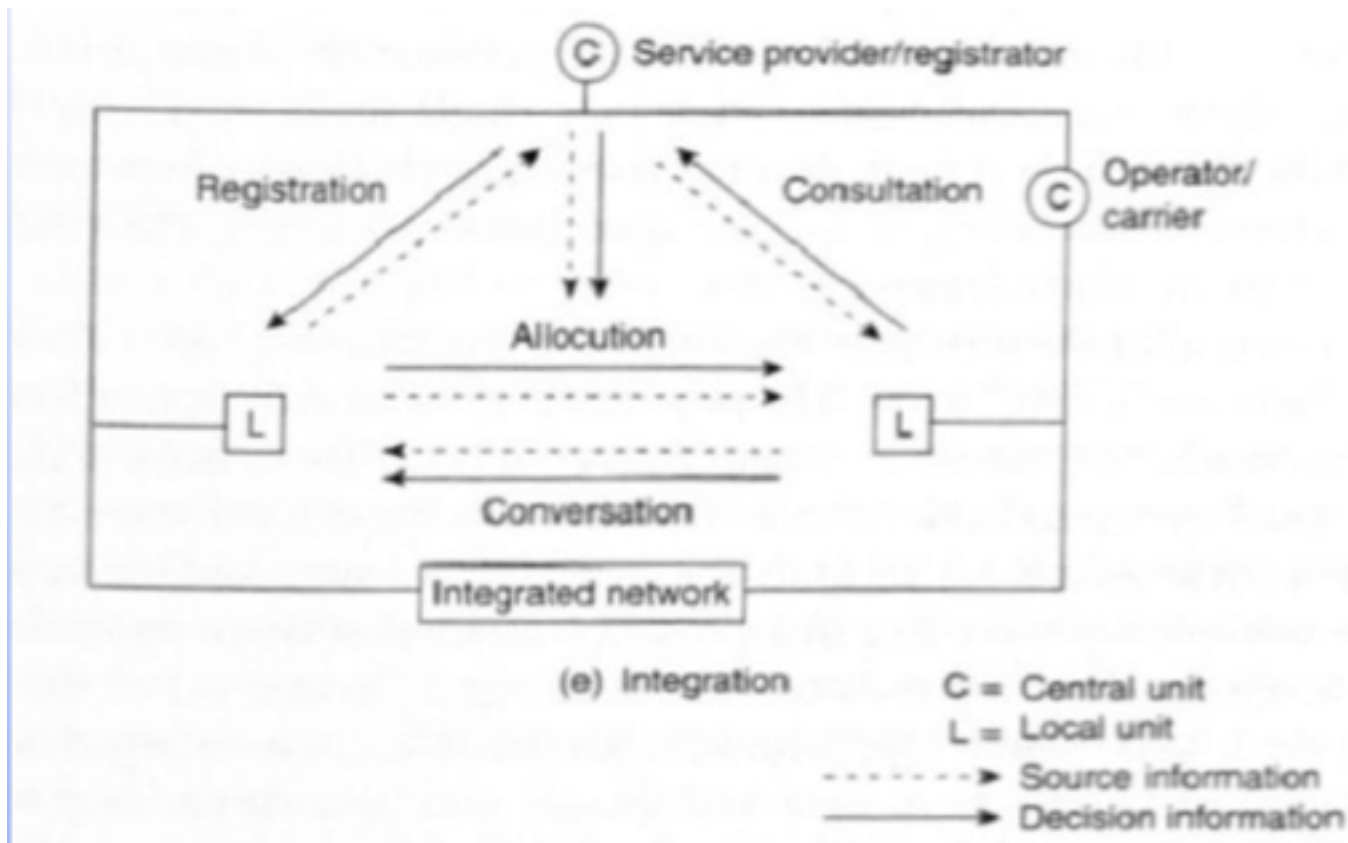 C Service provider/registrator
Registration
Consultation
C Operator/
carrier
Allocution
L
L
Conversation
Integrated network
(e) Integration
C = Central unit
L = Local unit
Source information
Decision information